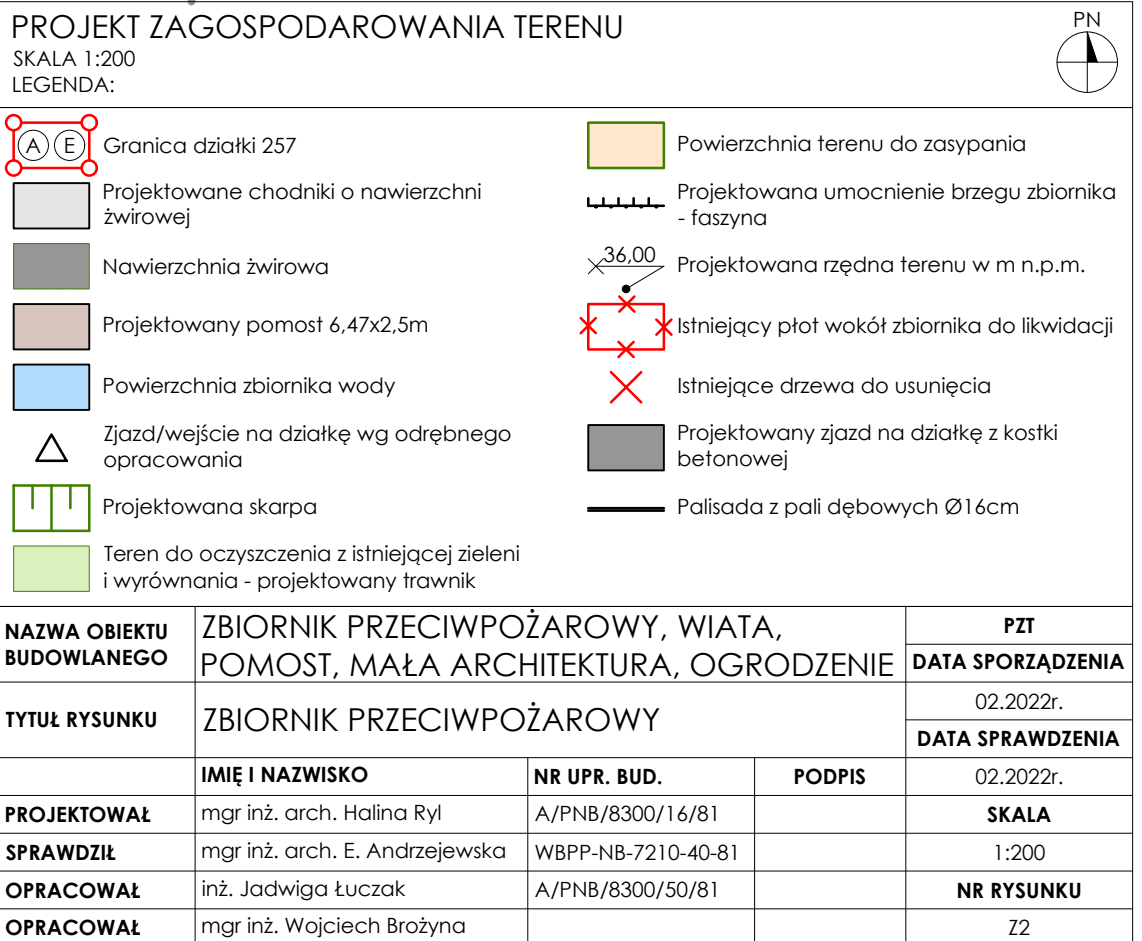 PROJEKT ZAGOSPODAROWANIA TERENU
SKALA 1:200
LEGENDA:
PN
A E Granica działki 257
Projektowane chodniki o nawierzchni
żwirowej
Nawierzchnia żwirowa
Projektowany pomost 6,47x2,5m
Powierzchnia zbiornika wody
Zjazd/wejście na działkę wg odrębnego
opracowania
Projektowana skarpa
Teren do oczyszczenia z istniejącej zieleni
i wyrównania - projektowany trawnik
Powierzchnia terenu do zasypania
Projektowana umocnienie brzegu zbiornika
- faszyna
36,00 Projektowana rzędna terenu w m n.p.m.
Istniejący płot wokół zbiornika do likwidacji
Istniejące drzewa do usunięcia
Projektowany zjazd na działkę z kostki
betonowej
Palisada z pali dębowych Ø16cm
NAZWA OBIEKTU
BUDOWLANEGO
ZBIORNIK PRZECIWPOŻAROWY, WIATA,
POMOST, MAŁA ARCHITEKTURA, OGRODZENIE
PZT
DATA SPORZĄDZENIA
02.2022r.
TYTUŁ RYSUNKU
ZBIORNIK PRZECIWPOŻAROWY
DATA SPRAWDZENIA
IMIĘ I NAZWISKO NR UPR. BUD. PODPIS 02.2022r.
PROJEKTOWAŁ mgr inż. arch. Halina Ryl A/PNB/8300/16/81 SKALA
SPRAWDZIŁ mgr inż. arch. E. Andrzejewska WBPP-NB-7210-40-81 1:200
OPRACOWAŁ inż. Jadwiga Łuczak A/PNB/8300/50/81 NR RYSUNKU
OPRACOWAŁ mgr inż. Wojciech Brożyna Z2